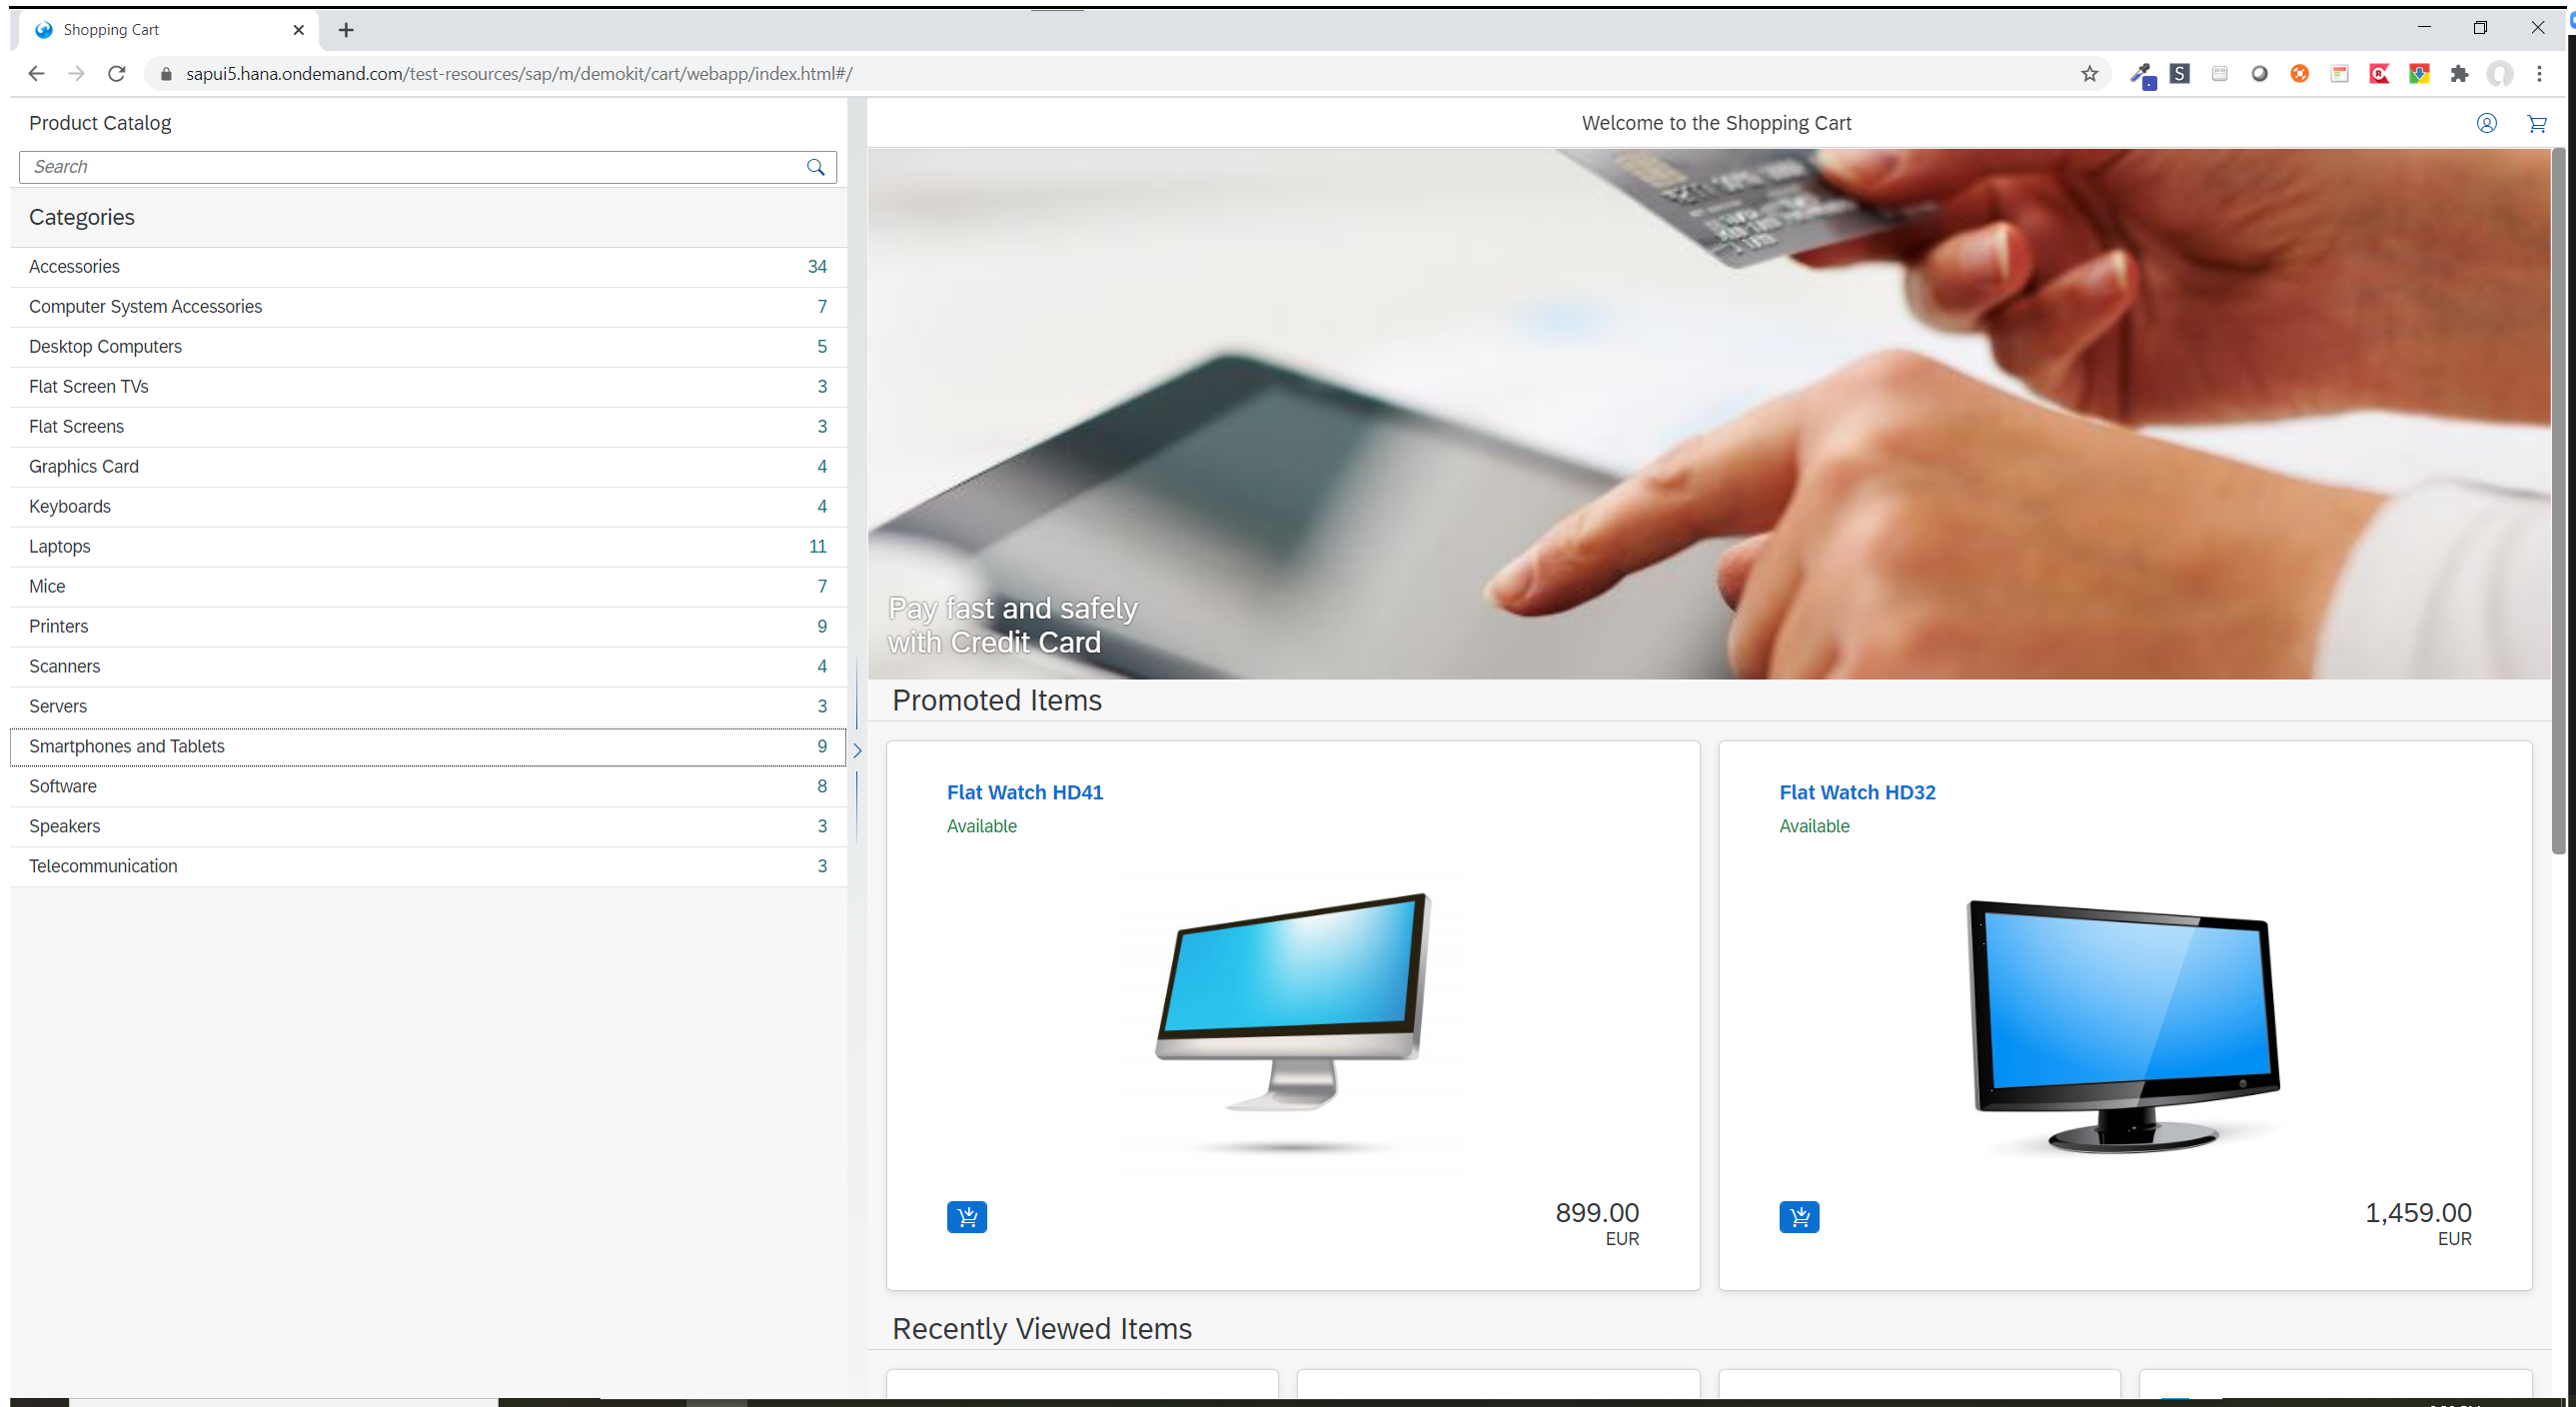 Shopping Cart
sapui5.hana.ondemand.com/test-resources/sap/m/demokit/cart/webapp/index.html#/
Product Catalog
Search
Categories
Accessories 34
Computer System Accessories 7
Desktop Computers 5
Flat Screen TVs 3
Flat Screens 3
Graphics Card 4
Keyboards 4
Laptops 11
Mice 7
Printers 9
Scanners 4
Servers 3
Smartphones and Tablets 9
Software 8
Speakers 3
Telecommunication 3
Welcome to the Shopping Cart
Pay fast and safely
with Credit Card
Promoted Items
Flat Watch HD41
Available
899.00
EUR
Flat Watch HD32
Available
1,459.00
EUR
Recently Viewed Items